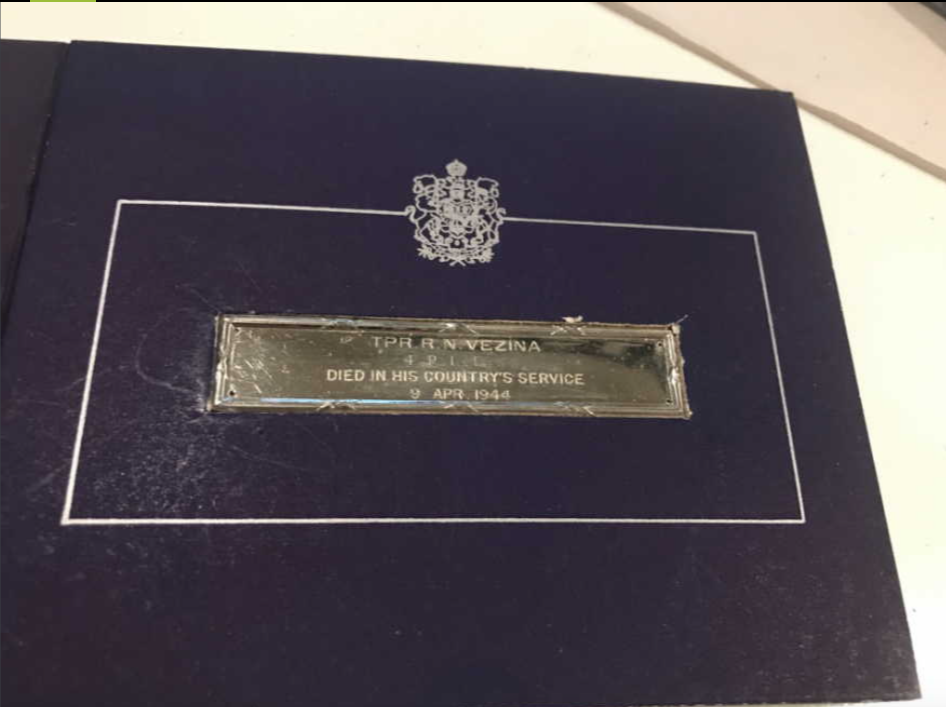 TPR R.N. VEZINA
DIED IN HIS COUNTRY'S SERVICE
9 APR. 1944